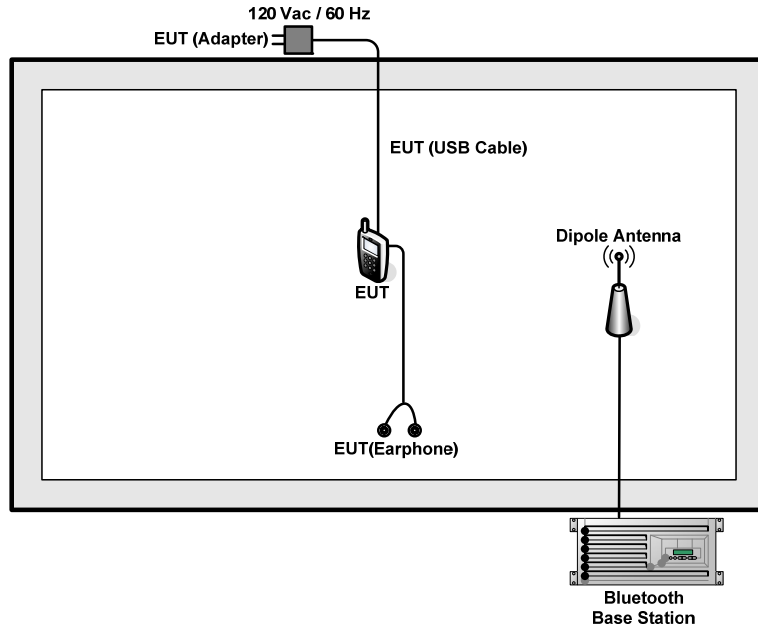 120 Vac / 60 Hz
EUT (Adapter)
EUT (USB Cable)
Dipole Antenna
EUT
EUT(Earphone)
Bluetooth
Base Station